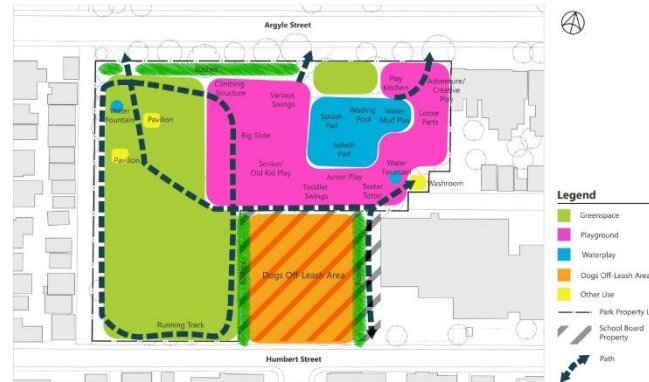 Argyle Street
Bushes
Climbing
Structure
Various
Swings
Play
Kitchen
Adventure/
Creative
Play
Water
Fountain
Pavilion
Splash
Pad
Wading
Pool
Water
Mud Play
Loose
Parts
Big Slide
Splash
Pad
Pavilion
Senior/
Old Kid Play
Junior Play
Water
Fountain
Toddler
Swings
Teeter
Totter
Washroom
Dogs Off-Leash Area
Bushes
Bushes
Running Track
Humbert Street
Legend
Greenspace
Playground
Waterplay
Dogs Off-Leash Area
Other Use
Park Property L
School Board
Property
Path